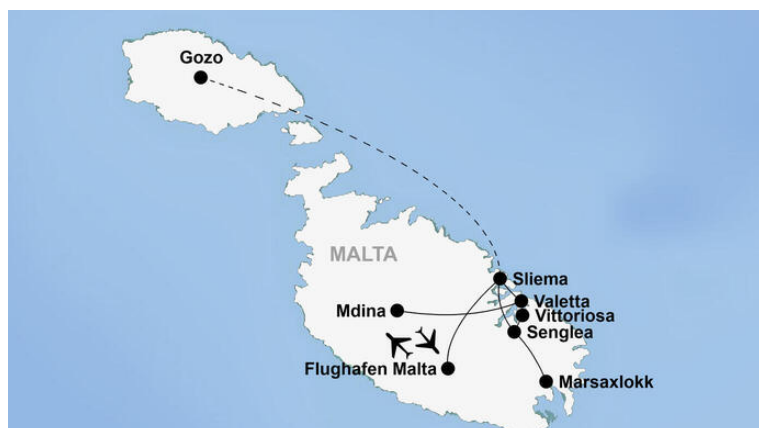 Gozo
MALTA
Sliema
Valetta
Mdina
Vittoriosa
Senglea
Flughafen Malta
Marsaxlokk